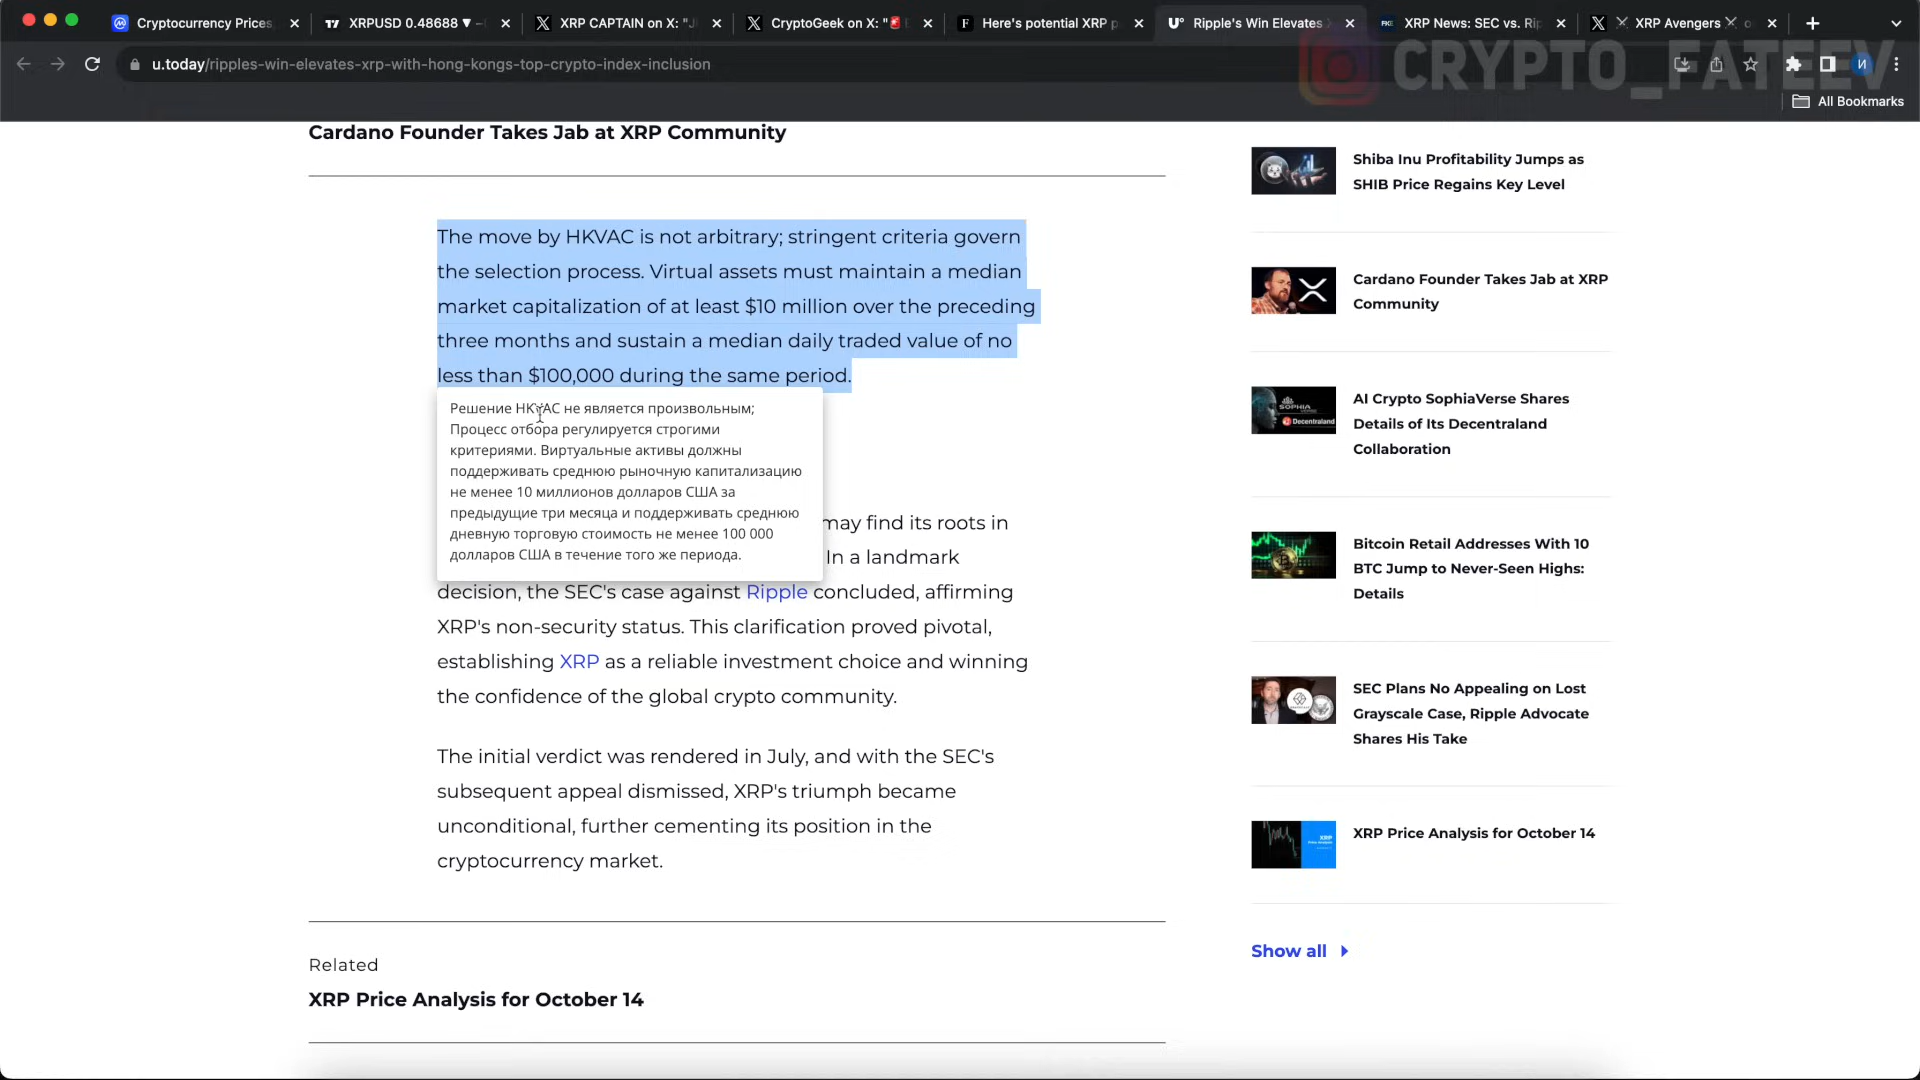 Cryptocurrency Prices,
XRPUSD 0.48688 ▼ −
XRP CAPTAIN on X: "J
CryptoGeek on X: "🚨
Here's potential XRP p
Ripple's Win Elevates
XRP News: SEC vs. Rip
⚔ XRP Avengers ⚔ o
u.today/ripples-win-elevates-xrp-with-hong-kongs-top-crypto-index-inclusion
CRYPTO_FATEEV
All Bookmarks
Cardano Founder Takes Jab at XRP Community
The move by HKVAC is not arbitrary; stringent criteria govern
the selection process. Virtual assets must maintain a median
market capitalization of at least $10 million over the preceding
three months and sustain a median daily traded value of no
less than $100,000 during the same period.
Решение HKVAC не является произвольным;
Процесс отбора регулируется строгими
критериями. Виртуальные активы должны
поддерживать среднюю рыночную капитализацию
не менее 10 миллионов долларов США за
предыдущие три месяца и поддерживать среднюю
дневную торговую стоимость не менее 100 000
долларов США в течение того же периода.
may find its roots in
In a landmark
decision, the SEC's case against Ripple concluded, affirming
XRP's non-security status. This clarification proved pivotal,
establishing XRP as a reliable investment choice and winning
the confidence of the global crypto community.
The initial verdict was rendered in July, and with the SEC's
subsequent appeal dismissed, XRP's triumph became
unconditional, further cementing its position in the
cryptocurrency market.
Related
XRP Price Analysis for October 14
Shiba Inu Profitability Jumps as
SHIB Price Regains Key Level
Cardano Founder Takes Jab at XRP
Community
SOPHIA
Decentraland
AI Crypto SophiaVerse Shares
Details of Its Decentraland
Collaboration
Bitcoin Retail Addresses With 10
BTC Jump to Never-Seen Highs:
Details
SEC Plans No Appealing on Lost
Grayscale Case, Ripple Advocate
Shares His Take
XRP
XRP Price Analysis for October 14
Show all